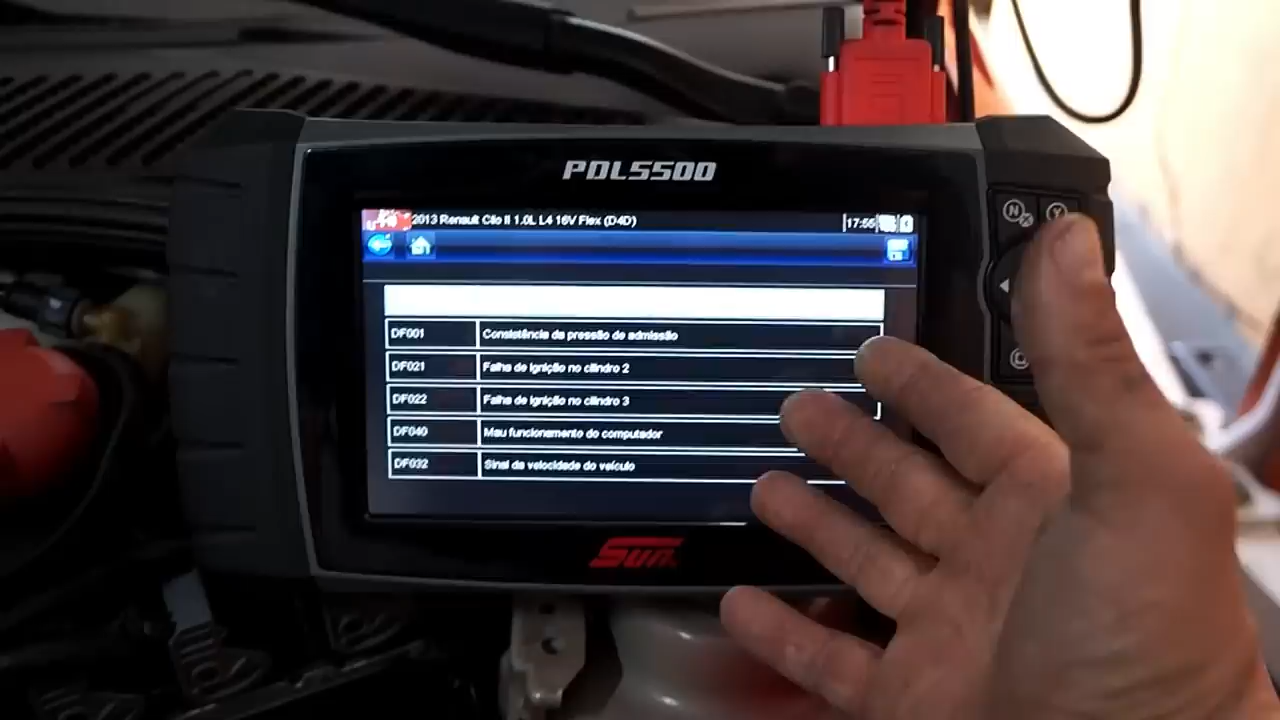 PDL5500
2013 Renault Clio II 1.0L L4 16V Flex (D4D)
17:55
N
Y
DF001 Consistência da pressão de admissão
DF021 Falha de ignição no cilindro 2
DF022 Falha de ignição no cilindro 3
DF040 Mau funcionamento do computador
DF032 Sinal da velocidade do veículo
Sun